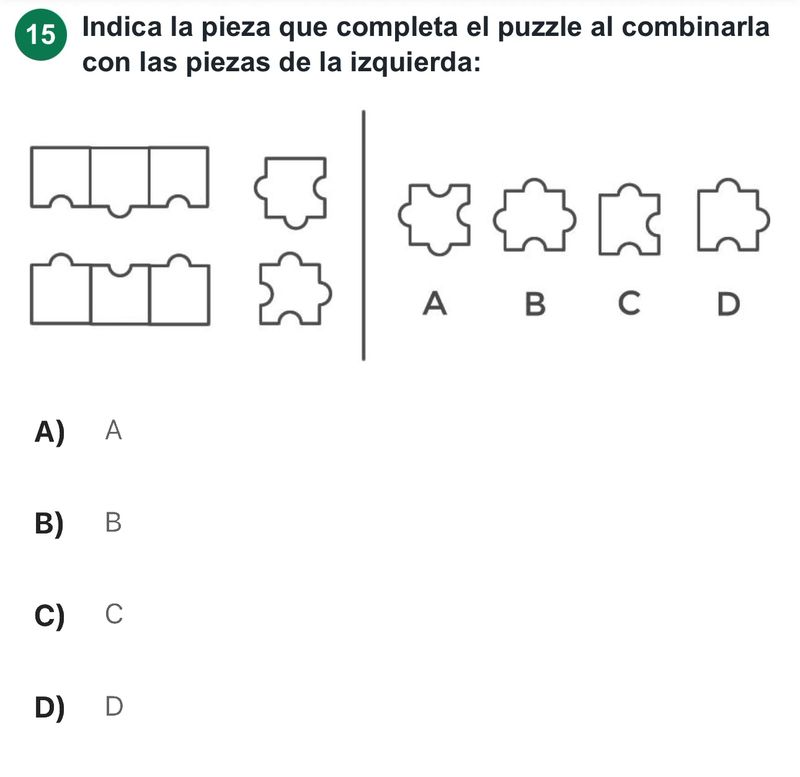 15 Indica la pieza que completa el puzzle al combinarla
con las piezas de la izquierda:
A B C D
A) A
B) B
C) C
D) D